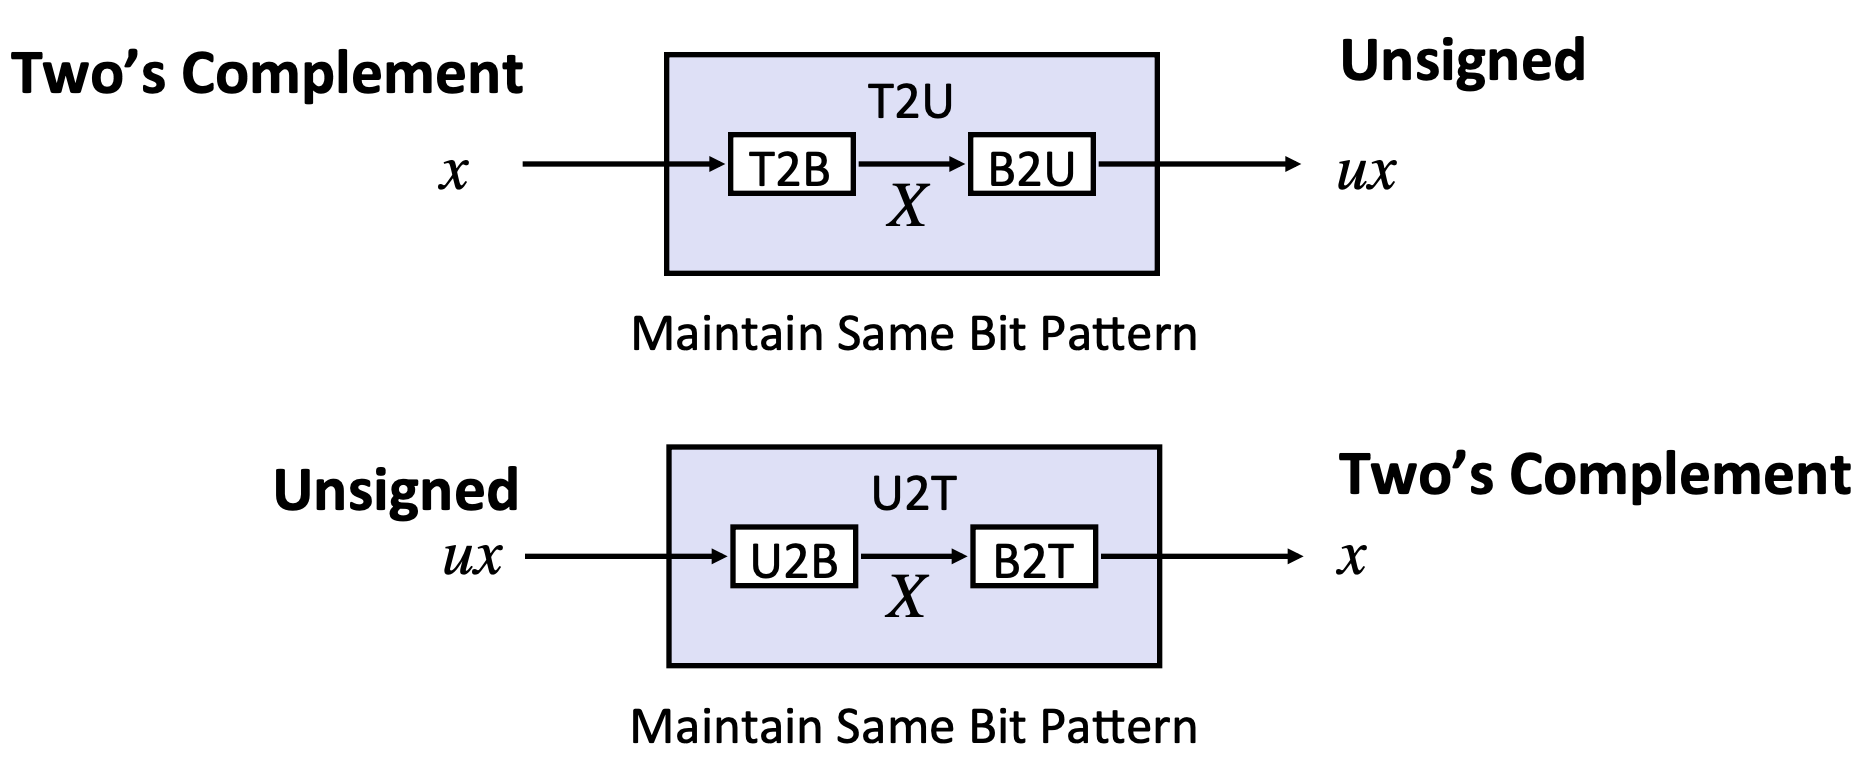 Two’s Complement
Unsigned
T2U
x
T2B
X
B2U
ux
Maintain Same Bit Pattern
Unsigned
Two’s Complement
U2T
ux
U2B
X
B2T
x
Maintain Same Bit Pattern